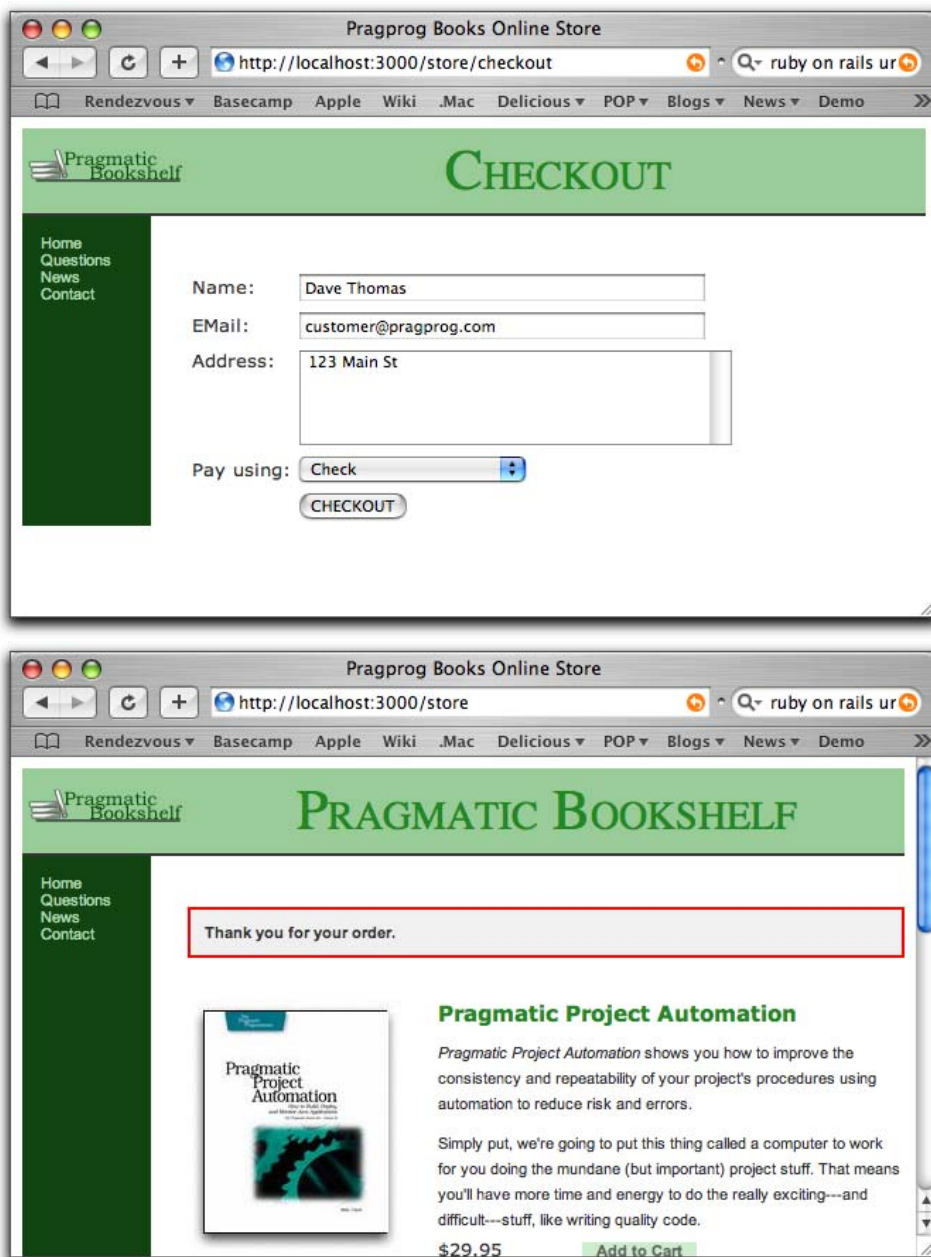 Pragprog Books Online Store
http://localhost:3000/store/checkout
ruby on rails ur
Rendezvous Basecamp Apple Wiki .Mac Delicious POP Blogs News Demo
Pragmatic
Bookshelf
CHECKOUT
Home
Questions
News
Contact
Name: Dave Thomas
EMail: customer@pragprog.com
Address: 123 Main St
Pay using: Check
CHECKOUT
Pragprog Books Online Store
http://localhost:3000/store
ruby on rails ur
Rendezvous Basecamp Apple Wiki .Mac Delicious POP Blogs News Demo
Pragmatic
Bookshelf
PRAGMATIC BOOKSHELF
Home
Questions
News
Contact
Thank you for your order.
Pragmatic
Project
Automation
Pragmatic Project Automation
Pragmatic Project Automation shows you how to improve the
consistency and repeatability of your project's procedures using
automation to reduce risk and errors.
Simply put, we're going to put this thing called a computer to work
for you doing the mundane (but important) project stuff. That means
you'll have more time and energy to do the really exciting---and
difficult---stuff, like writing quality code.
$29.95 Add to Cart